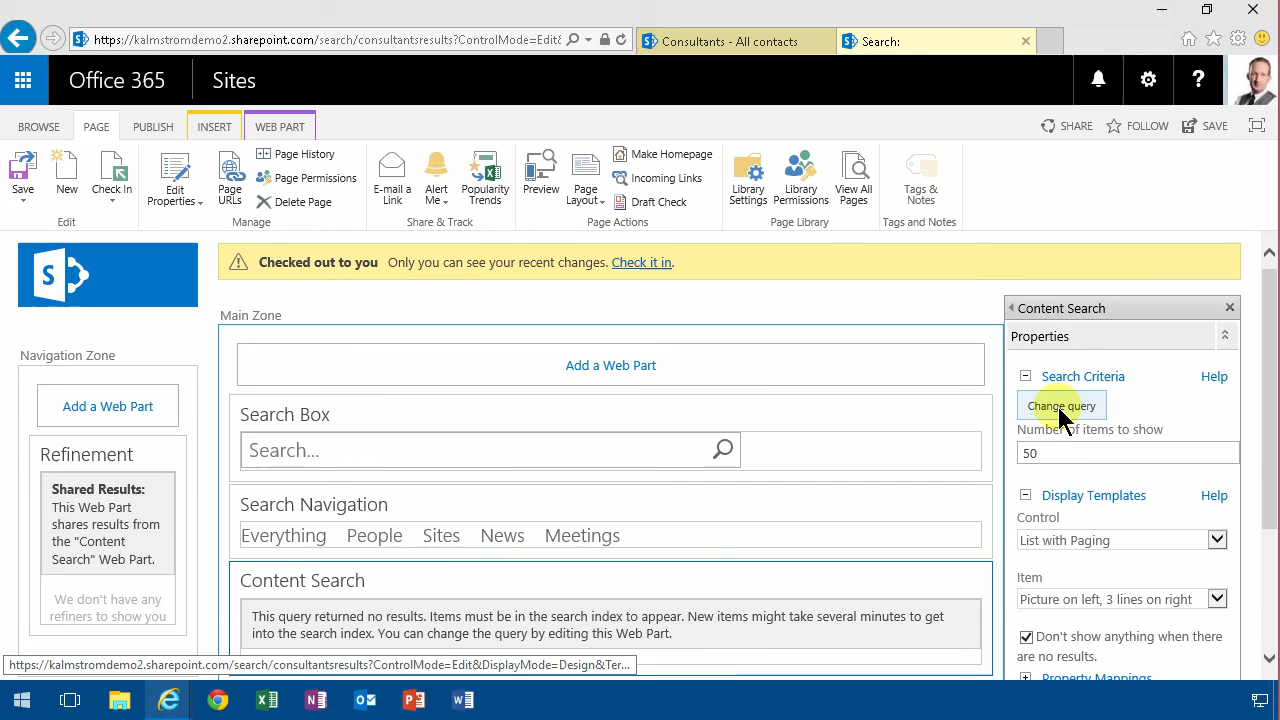 https://kalmstromdemo2.sharepoint.com/search/consultantsresults?ControlMode=Edit&
Consultants - All contacts
Search:
Office 365
Sites
?
BROWSE
PAGE
PUBLISH
INSERT
WEB PART
SHARE
FOLLOW
SAVE
Save
New
Check In
Edit
Edit
Properties
Page
URLs
Page History
Page Permissions
Delete Page
Manage
E-mail a
Link
Alert
Me
Popularity
Trends
Share & Track
Preview
Page
Layout
Make Homepage
Incoming Links
Draft Check
Page Actions
Library
Settings
Library
Permissions
View All
Pages
Page Library
Tags &
Notes
Tags and Notes
S
Checked out to you Only you can see your recent changes. Check it in.
Navigation Zone
Add a Web Part
Refinement
Shared Results:
This Web Part
shares results from
the "Content
Search" Web Part.
We don't have any
refiners to show you
Main Zone
Add a Web Part
Search Box
Search...
Search Navigation
Everything People Sites News Meetings
Content Search
This query returned no results. Items must be in the search index to appear. New items might take several minutes to get
into the search index. You can change the query by editing this Web Part.
Content Search
Properties
Search Criteria
Help
Change query
Number of items to show
50
Display Templates
Help
Control
List with Paging
Item
Picture on left, 3 lines on right
Don't show anything when there
are no results.
Property Mappings
https://kalmstromdemo2.sharepoint.com/search/consultantsresults?ControlMode=Edit&DisplayMode=Design&Ter...